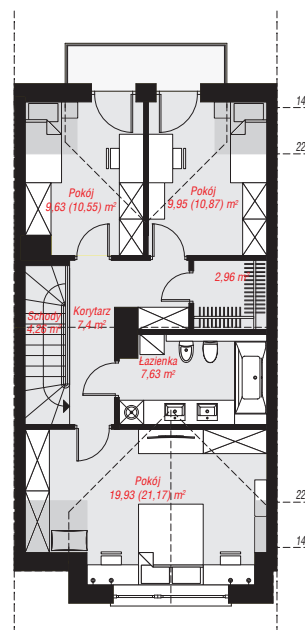 14
22
Pokój
9,63 (10,55) m²
Pokój
9,95 (10,87) m²
2,96 m²
Schody
4.26 m²
Korytarz
7,4 m²
Łazienka
7,63 m²
Pokój
19,93 (21,17) m²
22
14